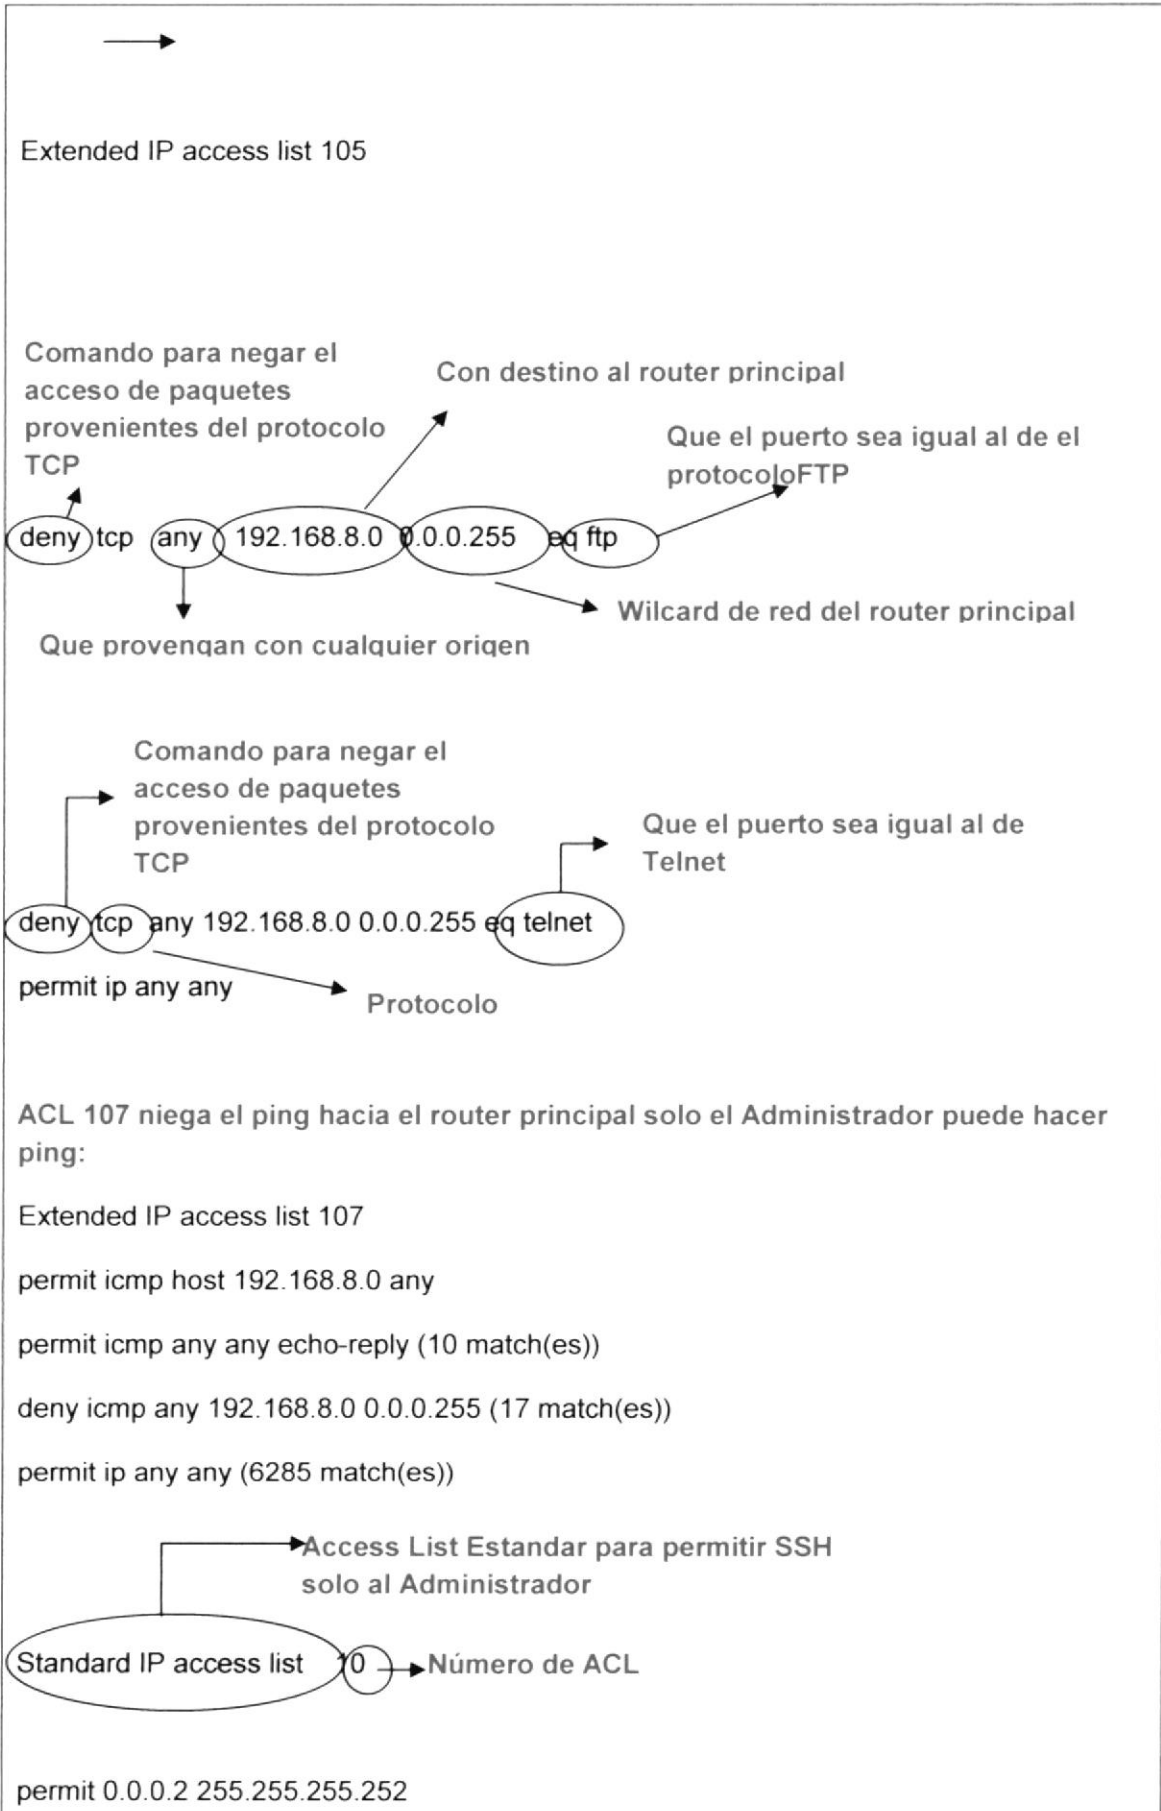 Extended IP access list 105
Comando para negar el
acceso de paquetes
provenientes del protocolo
TCP
Con destino al router principal
Que el puerto sea igual al de el
protocoloFTP
deny tcp any 192.168.8.0 0.0.0.255 eq ftp
Wilcard de red del router principal
Que provengan con cualquier origen
Comando para negar el
acceso de paquetes
provenientes del protocolo
TCP
Que el puerto sea igual al de
Telnet
deny tcp any 192.168.8.0 0.0.0.255 eq telnet
permit ip any any
Protocolo
ACL 107 niega el ping hacia el router principal solo el Administrador puede hacer
ping:
Extended IP access list 107
permit icmp host 192.168.8.0 any
permit icmp any any echo-reply (10 match(es))
deny icmp any 192.168.8.0 0.0.0.255 (17 match(es))
permit ip any any (6285 match(es))
Access List Estandar para permitir SSH
solo al Administrador
Standard IP access list 10
Número de ACL
permit 0.0.0.2 255.255.255.252